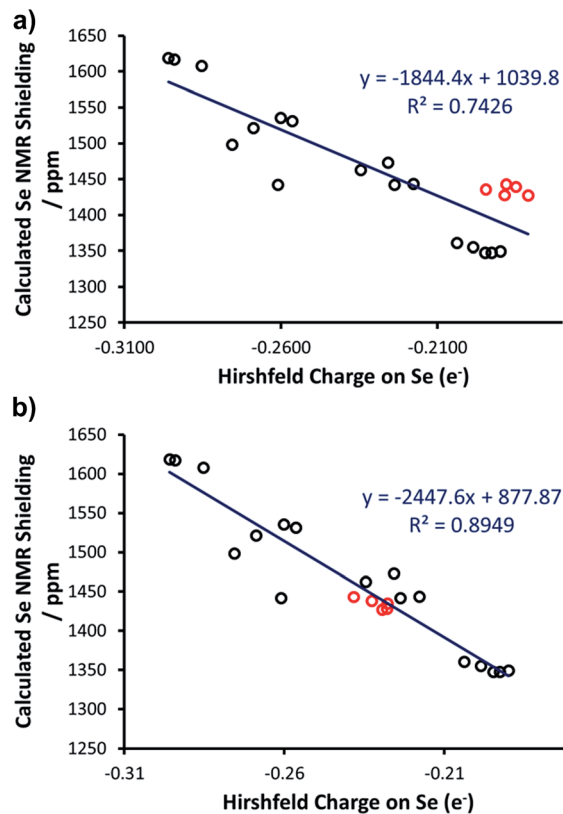 a)
1650
1600
1550
1500
1450
1400
1350
1300
1250
Calculated Se NMR Shielding
/ ppm
y = -1844.4x + 1039.8
R² = 0.7426
-0.3100
-0.2600
-0.2100
Hirshfeld Charge on Se (e⁻)
b)
1650
1600
1550
1500
1450
1400
1350
1300
1250
Calculated Se NMR Shielding
/ ppm
y = -2447.6x + 877.87
R² = 0.8949
-0.31
-0.26
-0.21
Hirshfeld Charge on Se (e⁻)